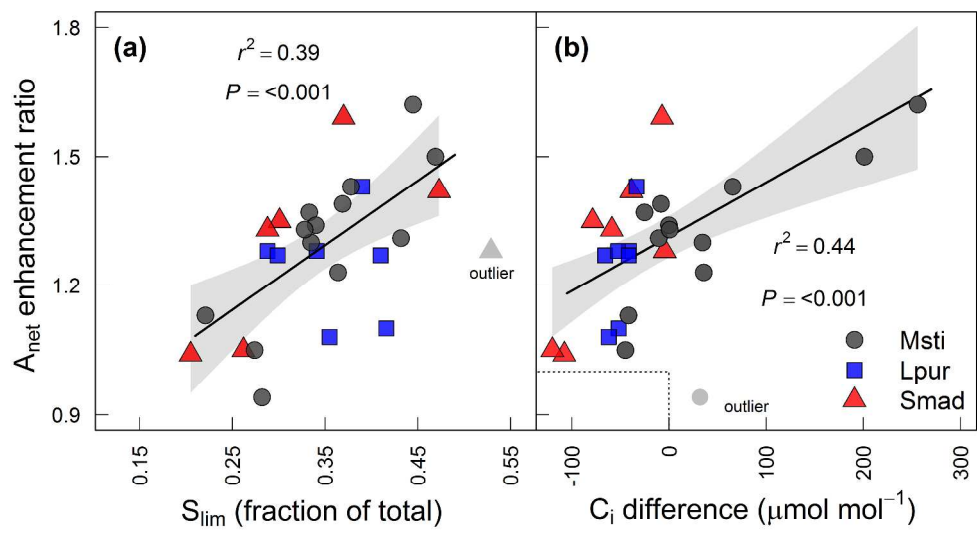 (a)
r² = 0.39
P = <0.001
outlier
(b)
r² = 0.44
P = <0.001
Msti
Lpur
Smad
outlier
A_net enhancement ratio
1.8
1.5
1.2
0.9
0.15
0.25
0.35
0.45
0.55
S_lim (fraction of total)
-100
0
100
200
300
C_i difference (μmol mol⁻¹)